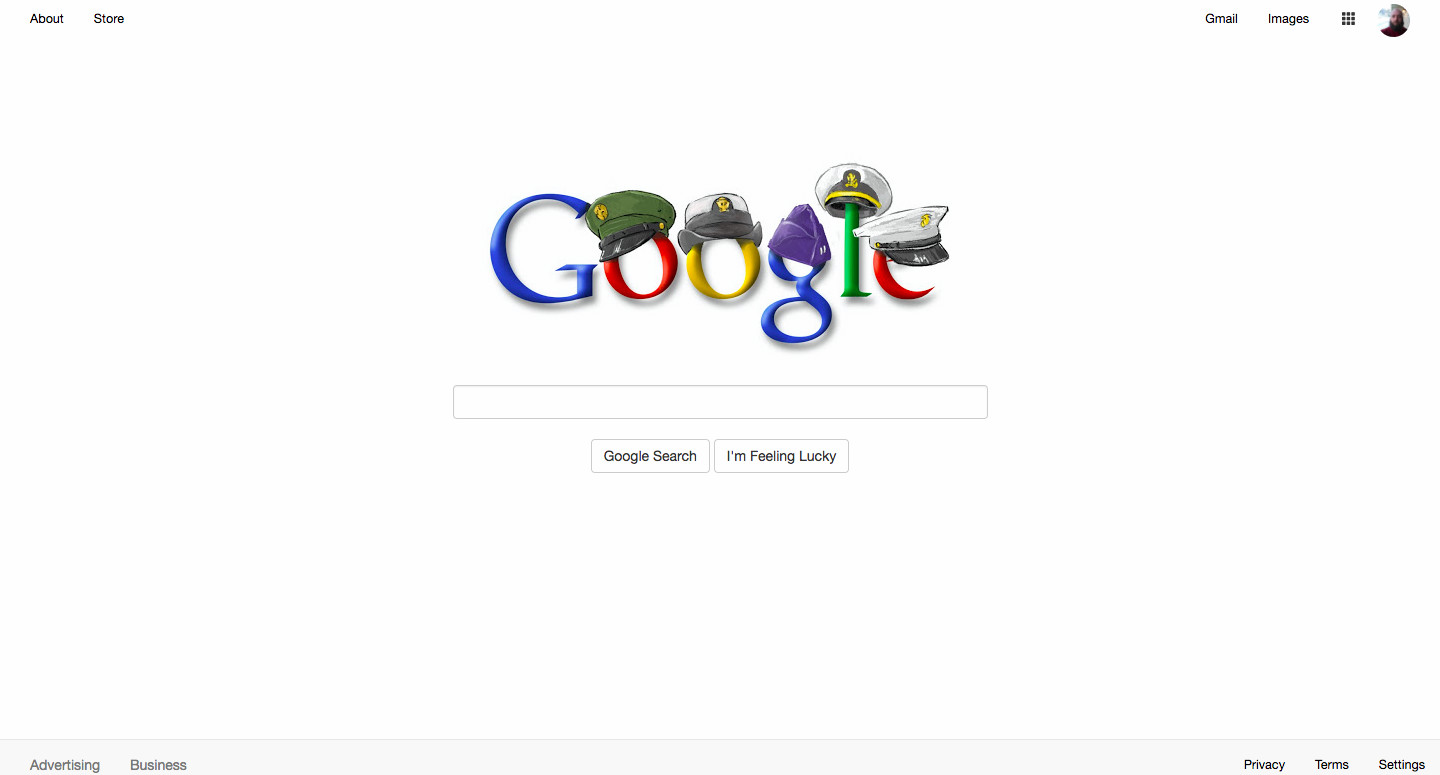 About Store Gmail Images
Google
Google Search I'm Feeling Lucky
Advertising Business Privacy Terms Settings